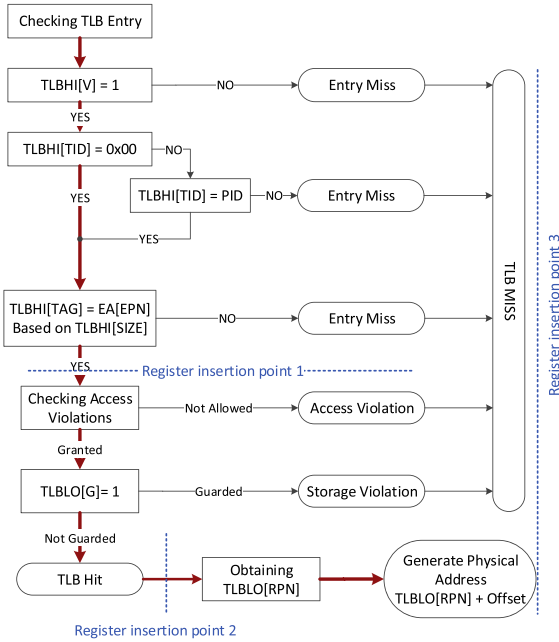 Checking TLB Entry
TLBHI[V] = 1
NO
Entry Miss
YES
TLBHI[TID] = 0x00
NO
TLBHI[TID] = PID
NO
Entry Miss
YES
YES
TLBHI[TAG] = EA[EPN]
Based on TLBHI[SIZE]
NO
Entry Miss
TLB MISS
Register insertion point 3
YES
Register insertion point 1
Checking Access
Violations
Not Allowed
Access Violation
Granted
TLBLO[G]= 1
Guarded
Storage Violation
Not Guarded
TLB Hit
Obtaining
TLBLO[RPN]
Generate Physical
Address
TLBLO[RPN] + Offset
Register insertion point 2